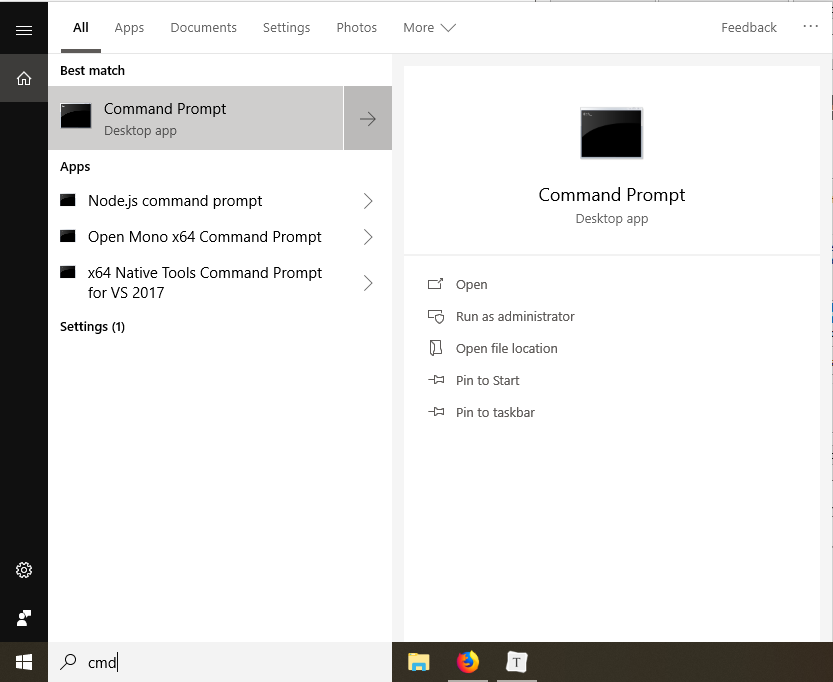 All Apps Documents Settings Photos More Feedback ...
Best match
Command Prompt
Desktop app
Apps
Node.js command prompt
Open Mono x64 Command Prompt
x64 Native Tools Command Prompt
for VS 2017
Settings (1)
Command Prompt
Desktop app
Open
Run as administrator
Open file location
Pin to Start
Pin to taskbar
cmd
T